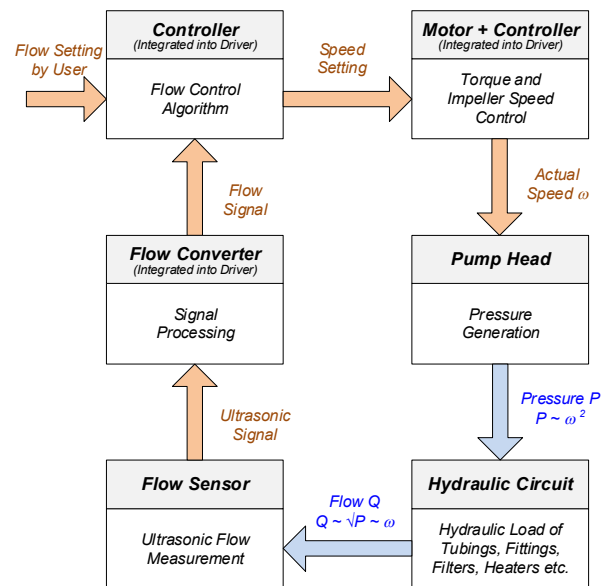 Flow Setting
by User
Controller
(Integrated into Driver)
Flow Control
Algorithm
Speed
Setting
Motor + Controller
(Integrated into Driver)
Torque and
Impeller Speed
Control
Flow
Signal
Actual
Speed ω
Flow Converter
(Integrated into Driver)
Signal
Processing
Pump Head
Pressure
Generation
Ultrasonic
Signal
Pressure P
P ~ ω²
Flow Sensor
Ultrasonic Flow
Measurement
Flow Q
Q ~ √P ~ ω
Hydraulic Circuit
Hydraulic Load of
Tubings, Fittings,
Filters, Heaters etc.